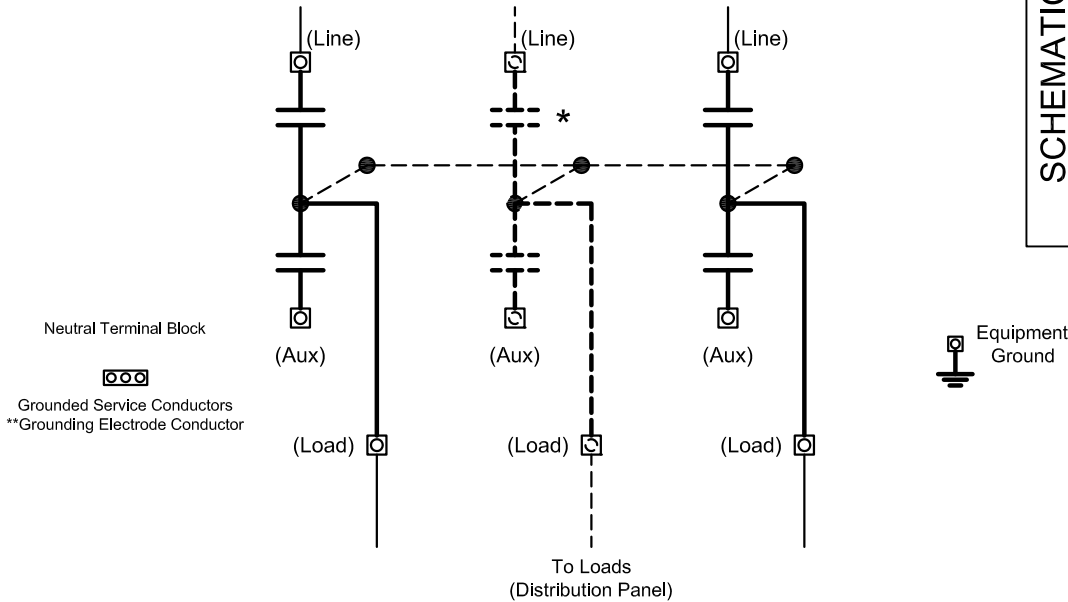 (Line) (Line) (Line)
*
SCHEMATIC
(Aux) (Aux) (Aux)
Neutral Terminal Block
Grounded Service Conductors
**Grounding Electrode Conductor
Equipment
Ground
(Load) (Load) (Load)
To Loads
(Distribution Panel)